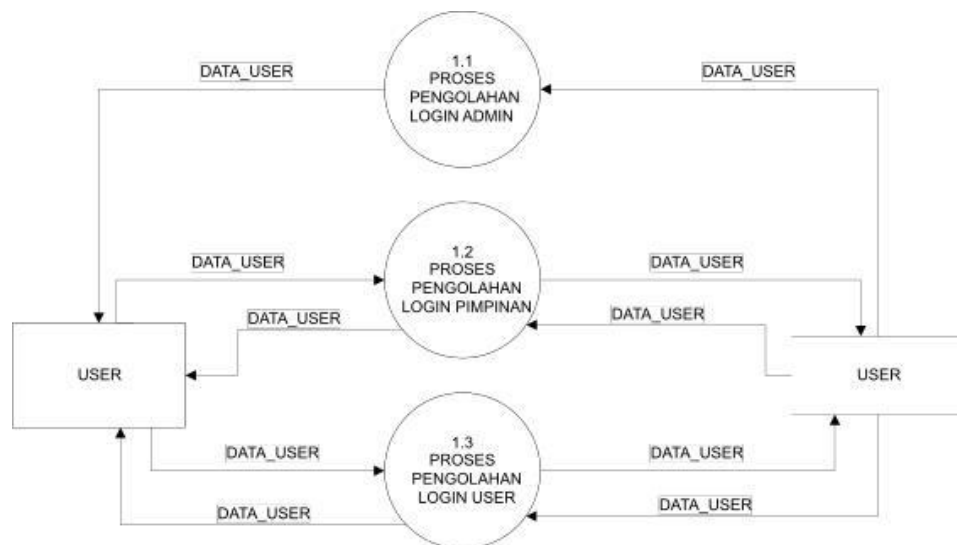 1.1
PROSES
PENGOLAHAN
LOGIN ADMIN
DATA_USER
DATA_USER
1.2
PROSES
PENGOLAHAN
LOGIN PIMPINAN
DATA_USER
DATA_USER
DATA_USER
DATA_USER
USER
USER
1.3
PROSES
PENGOLAHAN
LOGIN USER
DATA_USER
DATA_USER
DATA_USER
DATA_USER